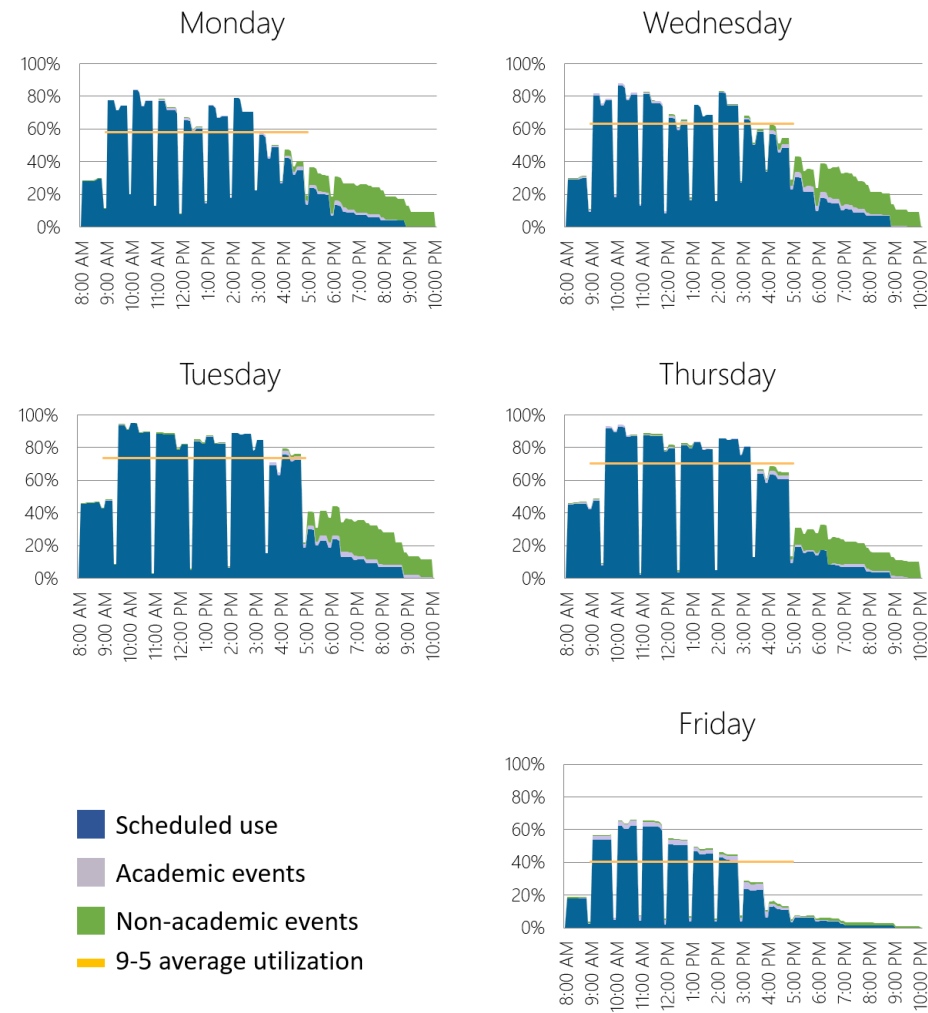 Monday
100%
80%
60%
40%
20%
0%
8:00 AM
9:00 AM
10:00 AM
11:00 AM
12:00 PM
1:00 PM
2:00 PM
3:00 PM
4:00 PM
5:00 PM
6:00 PM
7:00 PM
8:00 PM
9:00 PM
10:00 PM
Wednesday
100%
80%
60%
40%
20%
0%
8:00 AM
9:00 AM
10:00 AM
11:00 AM
12:00 PM
1:00 PM
2:00 PM
3:00 PM
4:00 PM
5:00 PM
6:00 PM
7:00 PM
8:00 PM
9:00 PM
10:00 PM
Tuesday
100%
80%
60%
40%
20%
0%
8:00 AM
9:00 AM
10:00 AM
11:00 AM
12:00 PM
1:00 PM
2:00 PM
3:00 PM
4:00 PM
5:00 PM
6:00 PM
7:00 PM
8:00 PM
9:00 PM
10:00 PM
Thursday
100%
80%
60%
40%
20%
0%
8:00 AM
9:00 AM
10:00 AM
11:00 AM
12:00 PM
1:00 PM
2:00 PM
3:00 PM
4:00 PM
5:00 PM
6:00 PM
7:00 PM
8:00 PM
9:00 PM
10:00 PM
Friday
100%
80%
60%
40%
20%
0%
8:00 AM
9:00 AM
10:00 AM
11:00 AM
12:00 PM
1:00 PM
2:00 PM
3:00 PM
4:00 PM
5:00 PM
6:00 PM
7:00 PM
8:00 PM
9:00 PM
10:00 PM
Scheduled use
Academic events
Non-academic events
9-5 average utilization